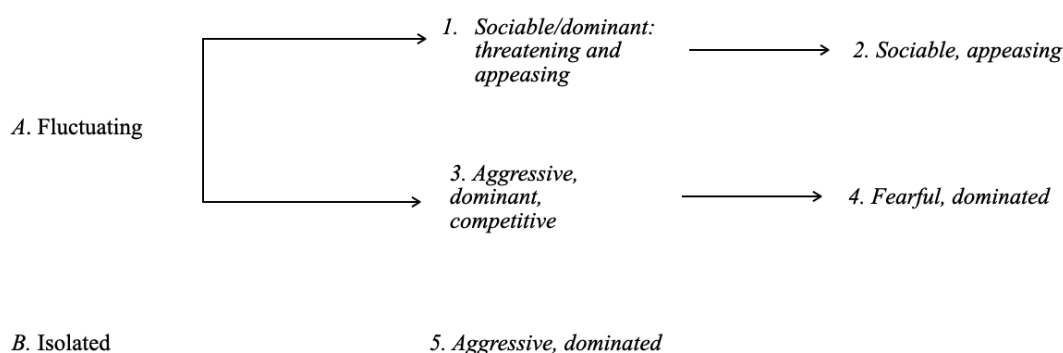 1. Sociable/dominant:
threatening and
appeasing
2. Sociable, appeasing
A. Fluctuating
3. Aggressive,
dominant,
competitive
4. Fearful, dominated
B. Isolated
5. Aggressive, dominated